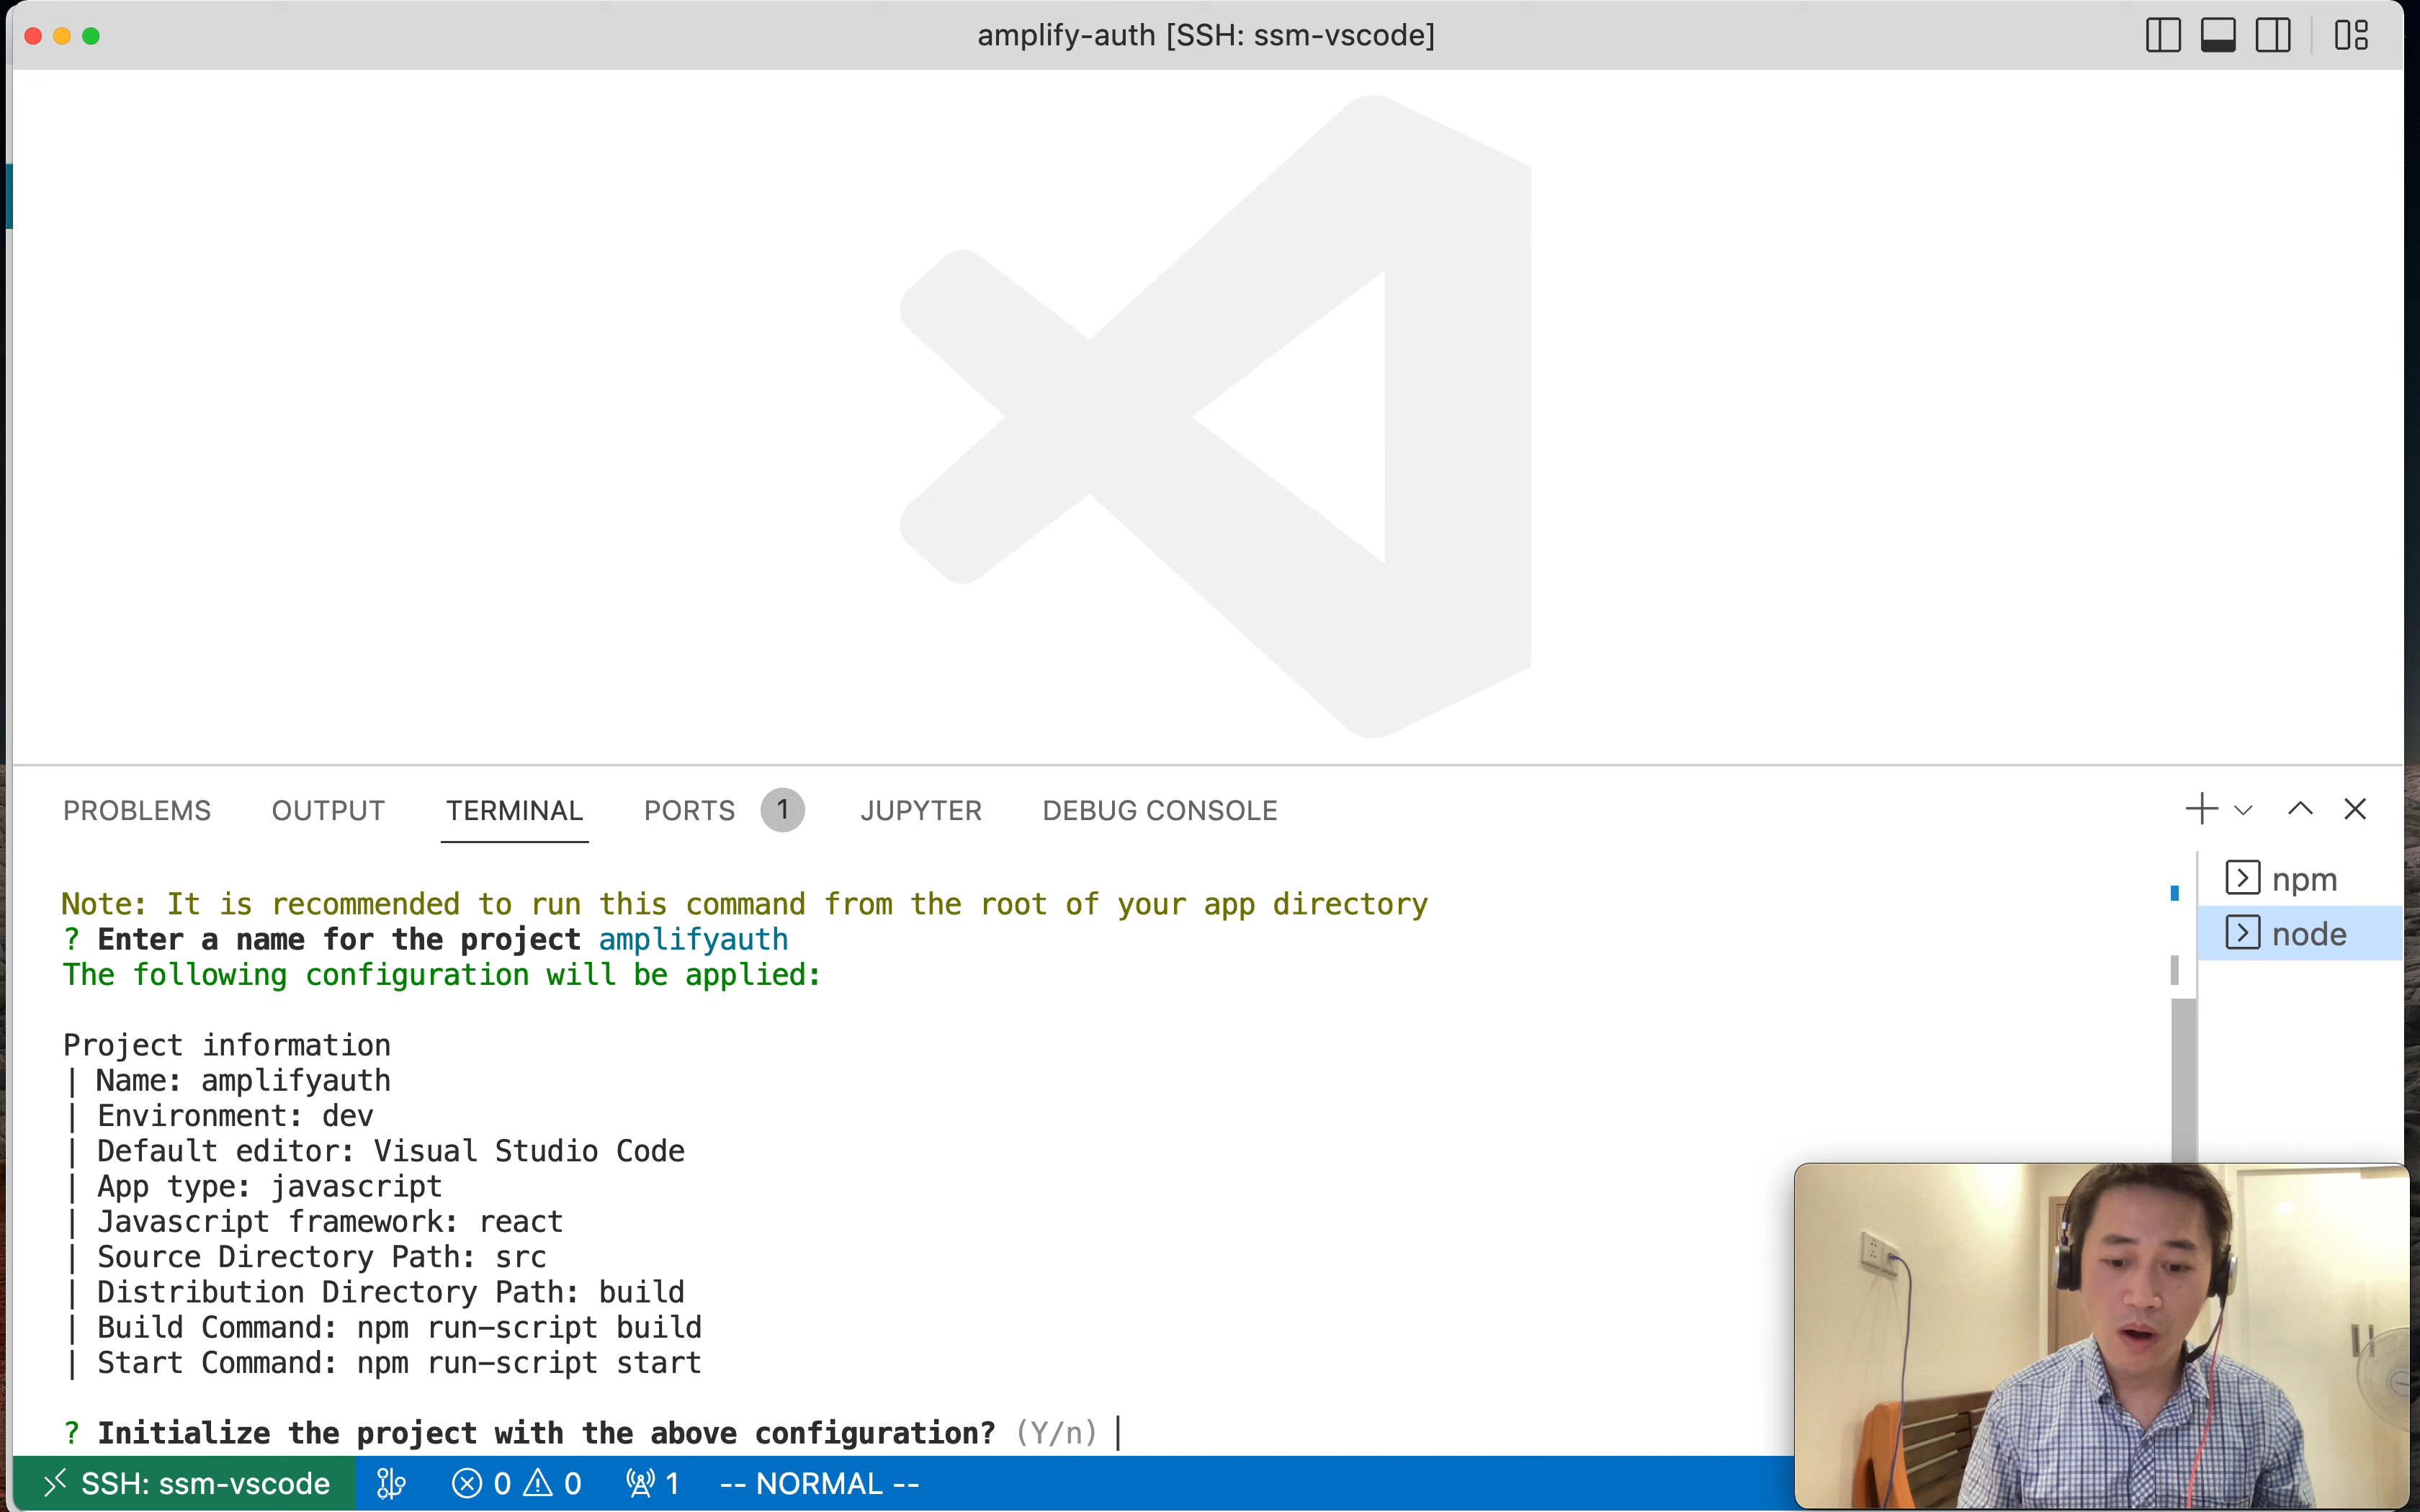 amplify-auth [SSH: ssm-vscode]
PROBLEMS OUTPUT TERMINAL PORTS 1 JUPYTER DEBUG CONSOLE
npm
node
Note: It is recommended to run this command from the root of your app directory
? Enter a name for the project amplifyauth
The following configuration will be applied:
Project information
| Name: amplifyauth
| Environment: dev
| Default editor: Visual Studio Code
| App type: javascript
| Javascript framework: react
| Source Directory Path: src
| Distribution Directory Path: build
| Build Command: npm run-script build
| Start Command: npm run-script start
? Initialize the project with the above configuration? (Y/n)
SSH: ssm-vscode 0 0 1 -- NORMAL --